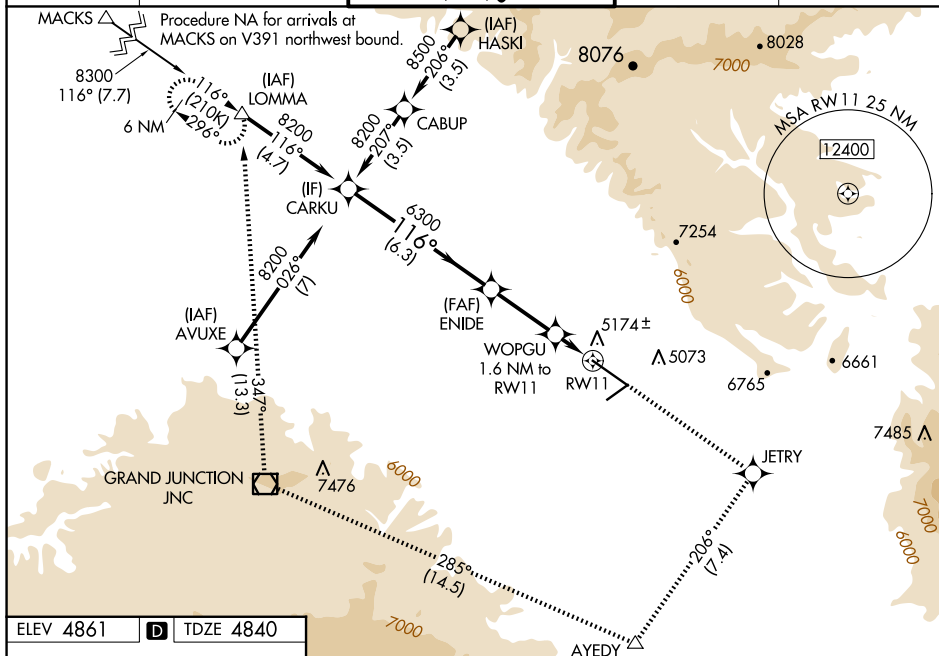 MACKS
Procedure NA for arrivals at
MACKS on V391 northwest bound.
8300
116° (7.7)
6 NM
116°
(210K)
296°
(IAF)
LOMMA
8200
116°
(4.7)
(IAF)
HASKI
8500
206°
(3.5)
CABUP
8200
207°
(3.5)
(IF)
CARKU
8076
8028
7000
MSA RW11 25 NM
12400
6300
116°
(6.3)
7254
6000
8200
026°
(7)
(IAF)
AVUXE
(FAF)
ENIDE
WOPGU
1.6 NM to
RW11
5174±
RW11
5073
6765
6661
7485
347°
(13.3)
GRAND JUNCTION
JNC
7476
6000
JETRY
7000
6000
206°
(7.4)
285°
(14.5)
7000
AYEDY
ELEV 4861
D
TDZE 4840